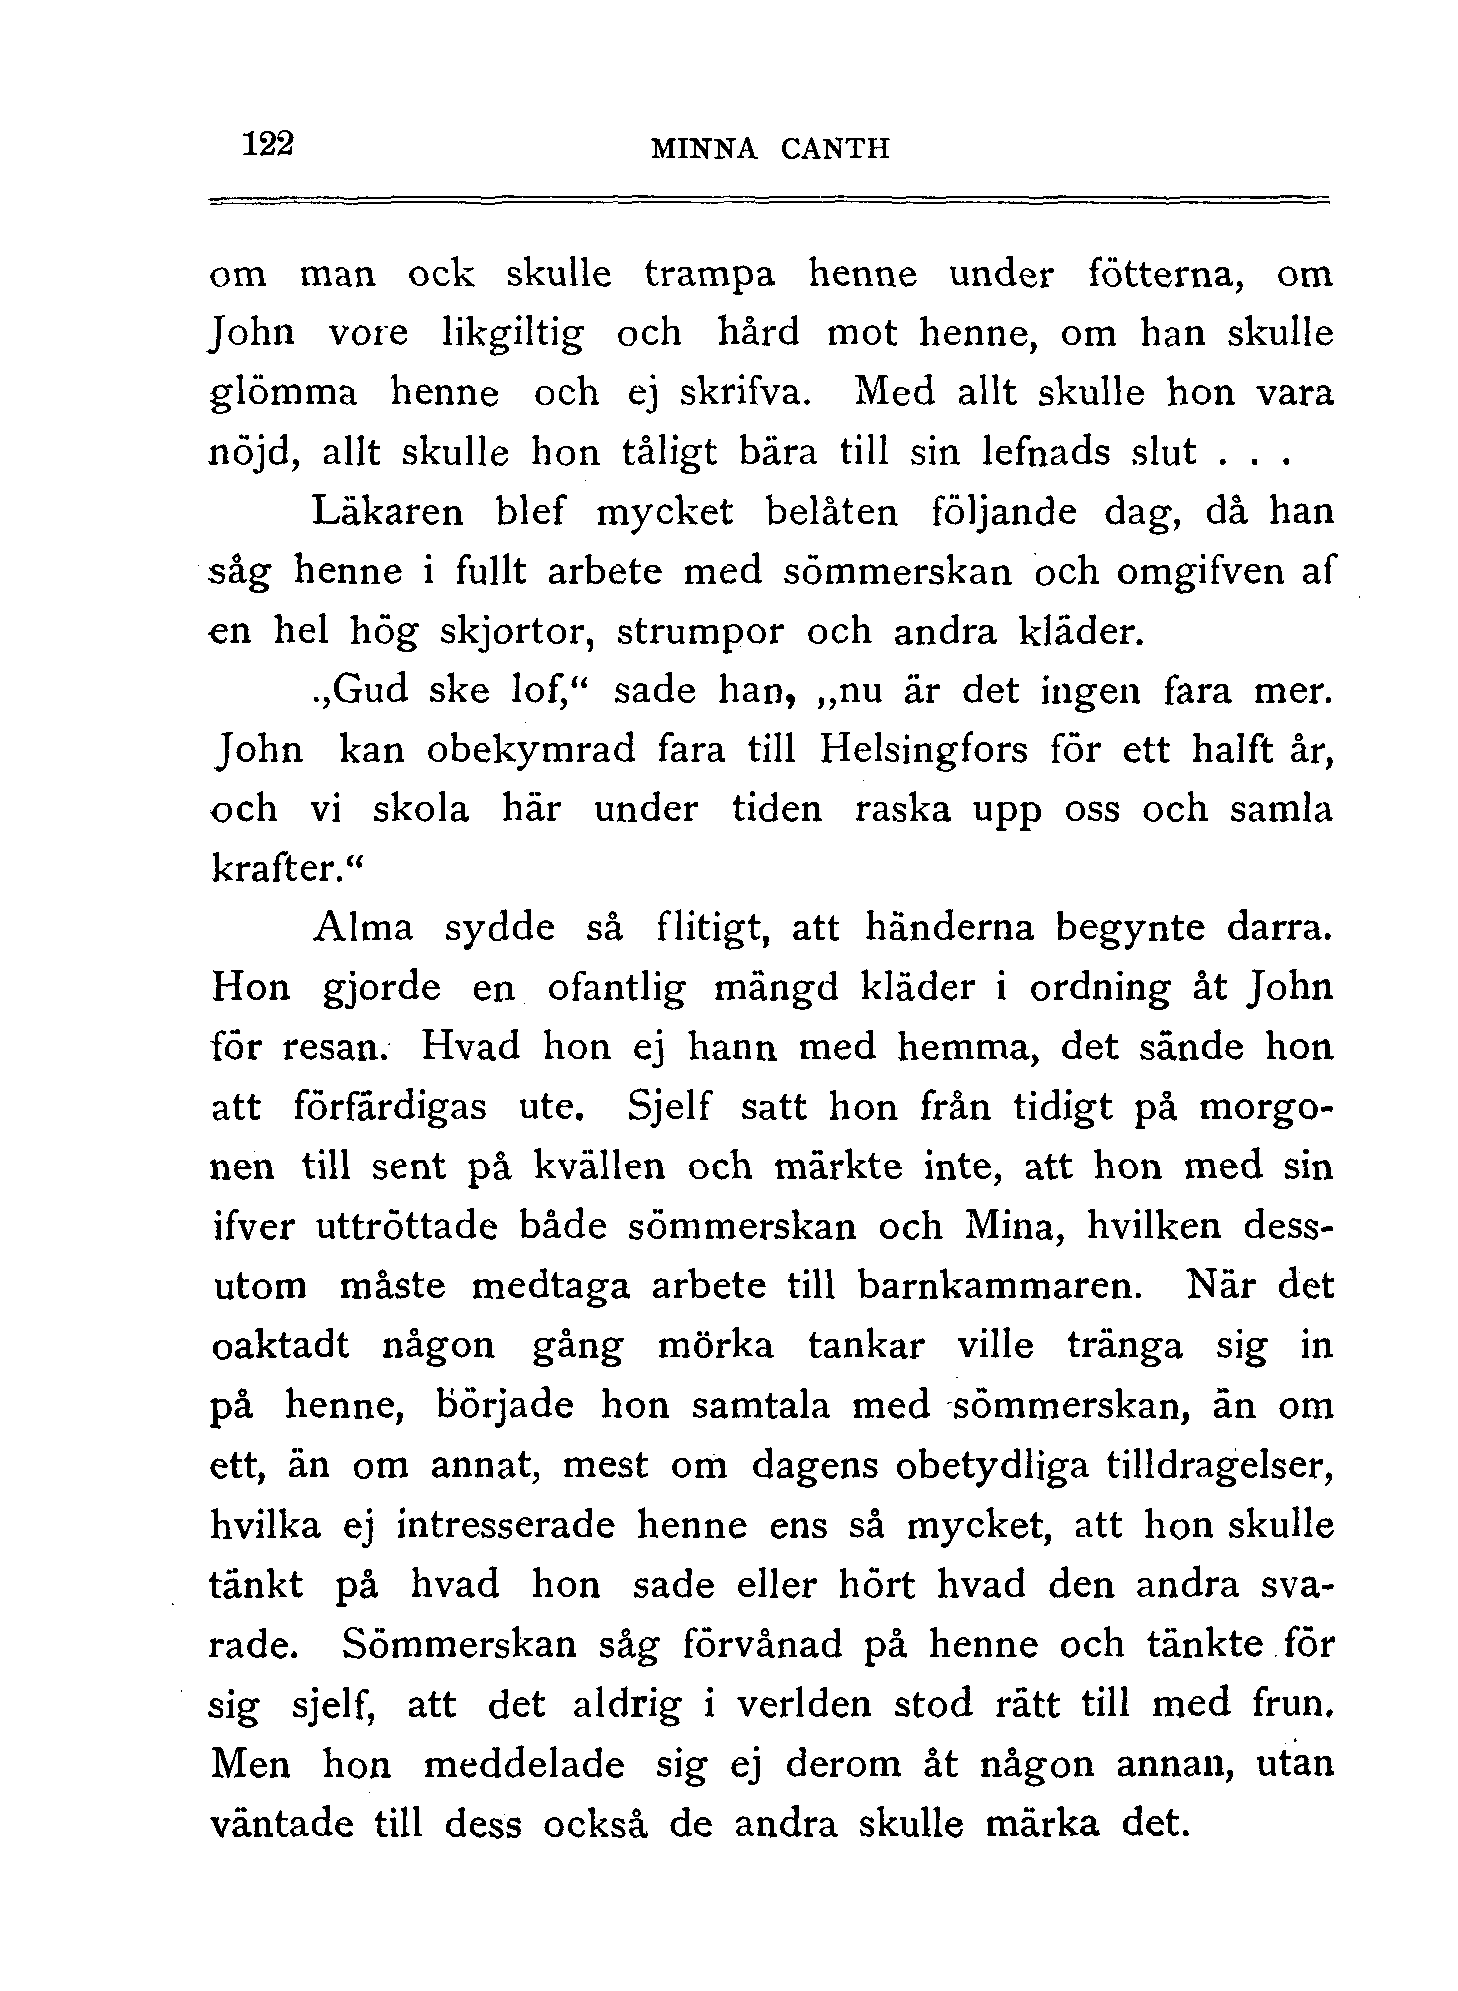 122
MINNA CANTH
om man ock skulle trampa henne under fötterna, om
John vore likgiltig och hård mot henne, om han skulle
glömma henne och ej skrifva. Med allt skulle hon vara
nöjd, allt skulle hon tåligt bära till sin lefnads slut . . .
Läkaren blef mycket belåten följande dag, då han
såg henne i fullt arbete med sömmerskan och omgifven af
en hel hög skjortor, strumpor och andra kläder.
„Gud ske lof,“ sade han, „nu är det ingen fara mer.
John kan obekymrad fara till Helsingfors för ett halft år,
och vi skola här under tiden raska upp oss och samla
krafter.“
Alma sydde så flitigt, att händerna begynte darra.
Hon gjorde en ofantlig mängd kläder i ordning åt John
för resan. Hvad hon ej hann med hemma, det sände hon
att förfärdigas ute. Sjelf satt hon från tidigt på morgo-
nen till sent på kvällen och märkte inte, att hon med sin
ifver uttröttade både sömmerskan och Mina, hvilken dess-
utom måste medtaga arbete till barnkammaren. När det
oaktadt någon gång mörka tankar ville tränga sig in
på henne, började hon samtala med sömmerskan, än om
ett, än om annat, mest om dagens obetydliga tilldragelser,
hvilka ej intresserade henne ens så mycket, att hon skulle
tänkt på hvad hon sade eller hört hvad den andra sva-
rade. Sömmerskan såg förvånad på henne och tänkte för
sig sjelf, att det aldrig i verlden stod rätt till med frun.
Men hon meddelade sig ej derom åt någon annan, utan
väntade till dess också de andra skulle märka det.